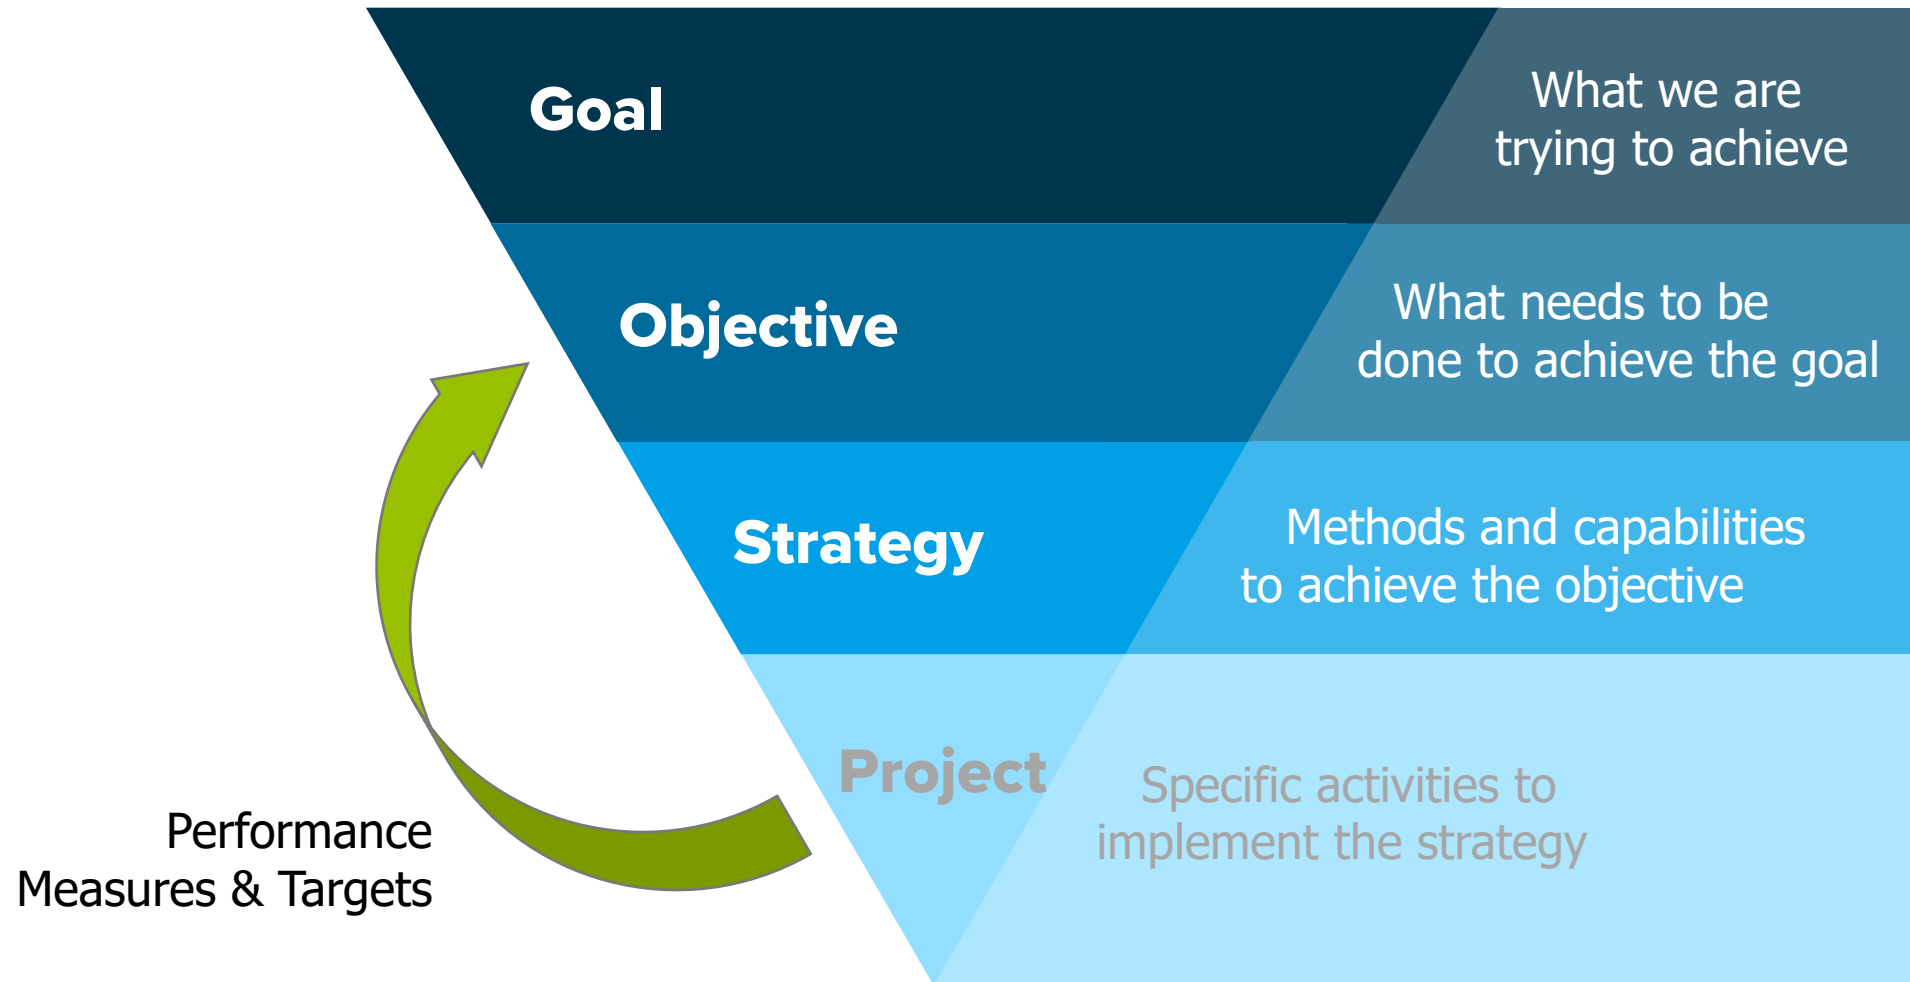 Goal
What we are
trying to achieve
Objective
What needs to be
done to achieve the goal
Strategy
Methods and capabilities
to achieve the objective
Project
Specific activities to
implement the strategy
Performance
Measures & Targets